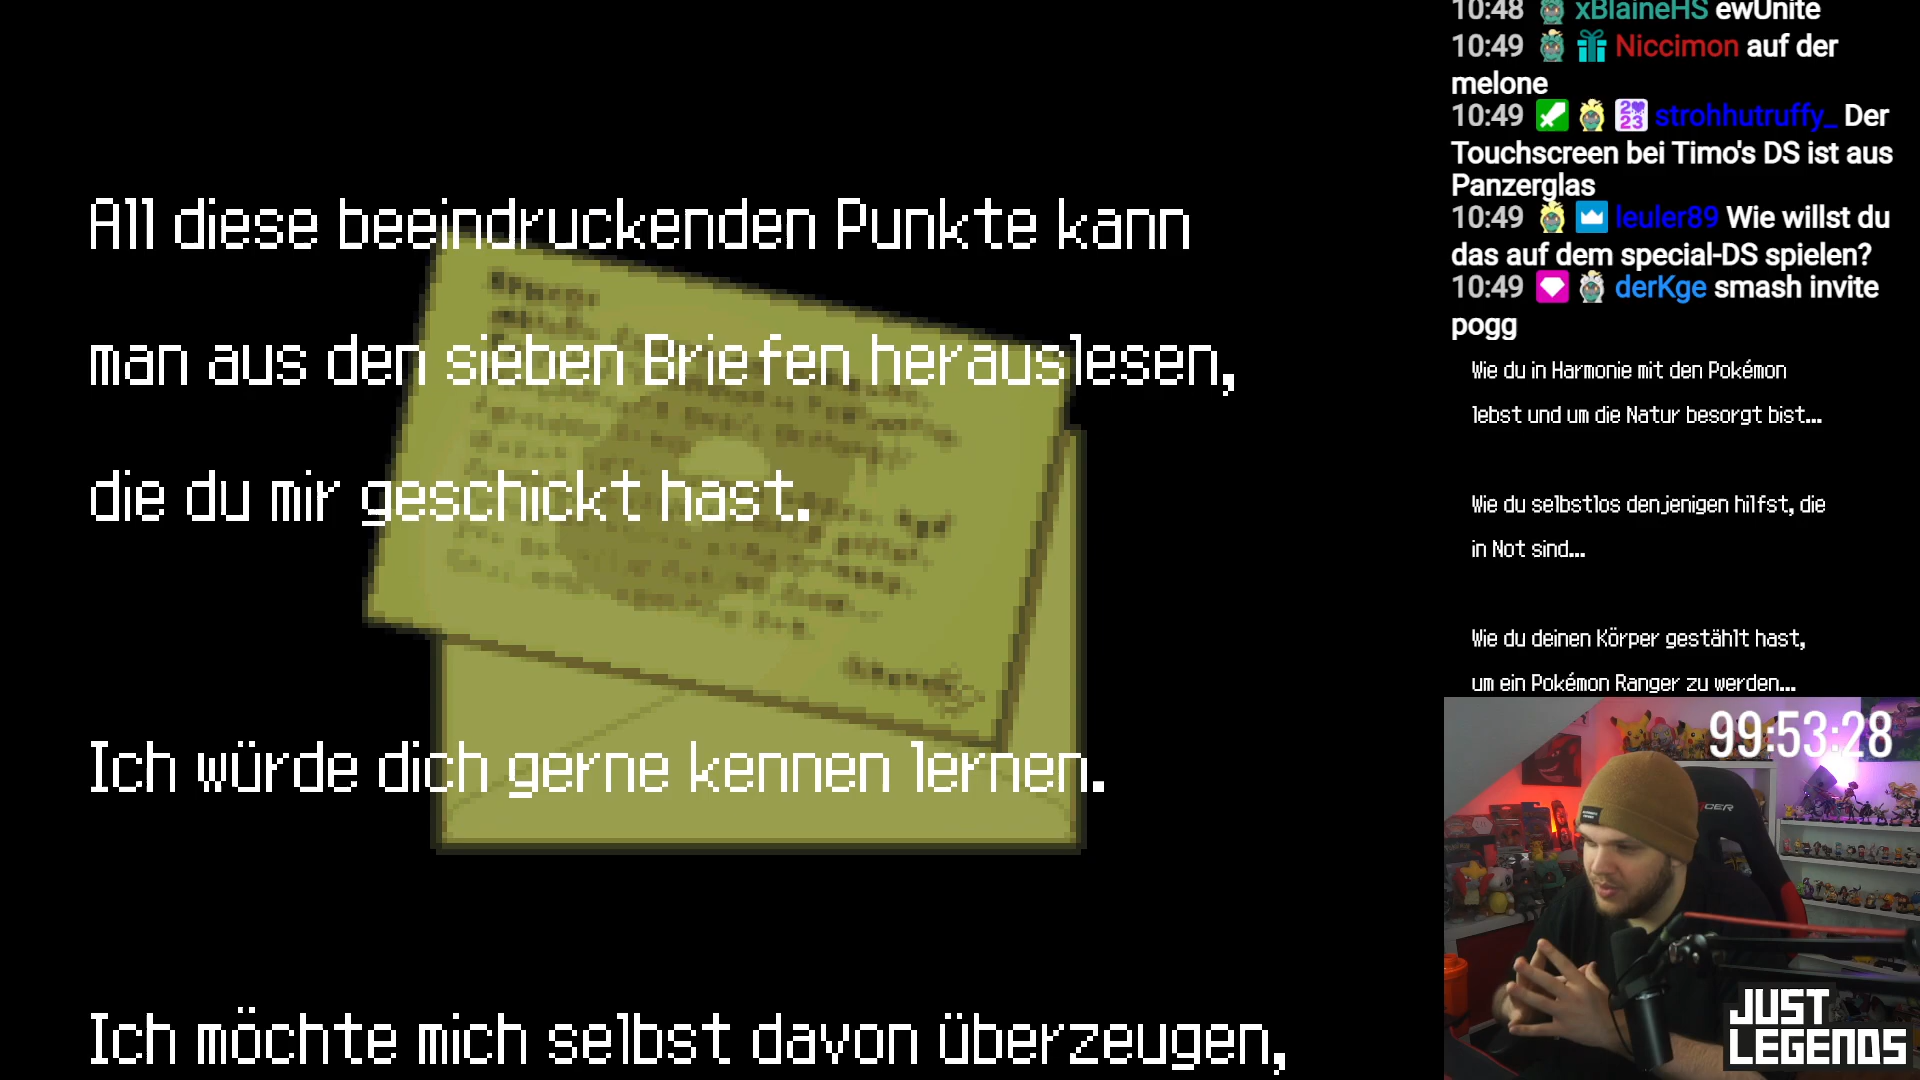 All diese beeindruckenden Punkte kann
man aus den sieben Briefen herauslesen,
die du mir geschickt hast.
Ich würde dich gerne kennen lernen.
Ich möchte mich selbst davon überzeugen,
10:48 xBlaineHS ewUnite
10:49 Niccimon auf der
melone
10:49 strohhutruffy_ Der
Touchscreen bei Timo's DS ist aus
Panzerglas
10:49 leuler89 Wie willst du
das auf dem special-DS spielen?
10:49 derKge smash invite
pogg
Wie du in Harmonie mit den Pokémon
lebst und um die Natur besorgt bist...
Wie du selbstlos denjenigen hilfst, die
in Not sind...
Wie du deinen Körper gestählt hast,
um ein Pokémon Ranger zu werden...
99:53:28
JUST
LEGENDS